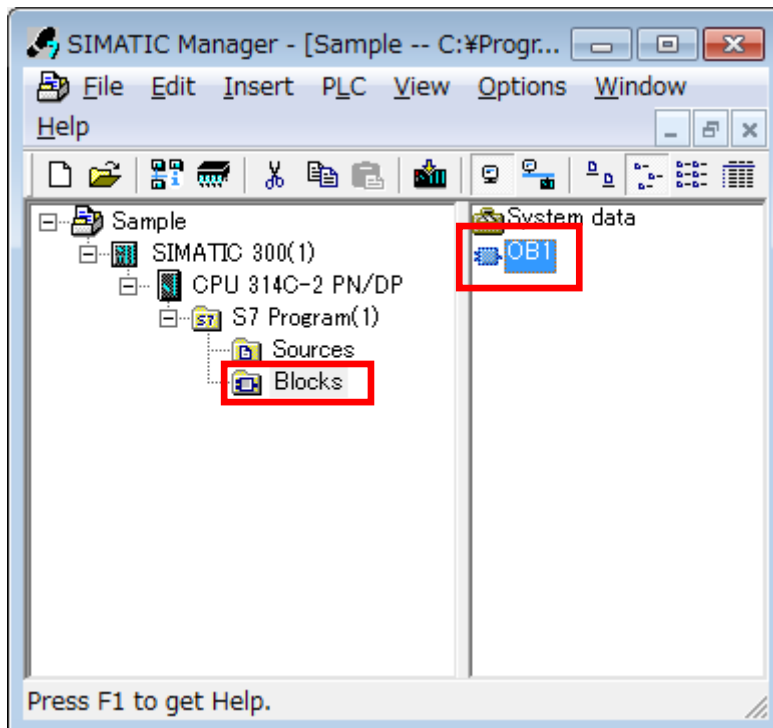 SIMATIC Manager - [Sample -- C:¥Progr...
File Edit Insert PLC View Options Window
Help
Sample
SIMATIC 300(1)
CPU 314C-2 PN/DP
S7 Program(1)
Sources
Blocks
System data
OB1
Press F1 to get Help.